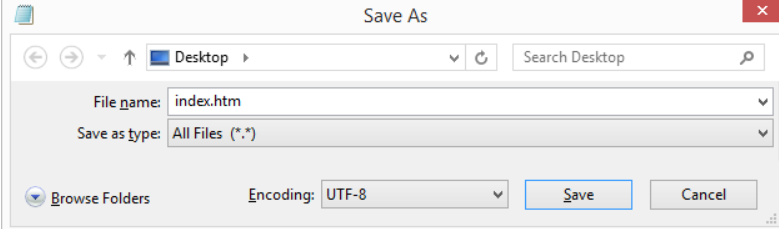 Save As
Desktop
Search Desktop
File name: index.htm
Save as type: All Files (*.*)
Browse Folders Encoding: UTF-8 Save Cancel